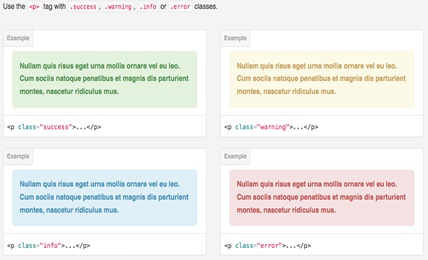 Use the <p> tag with .success, .warning, .info or .error classes.
Example
Nullam quis risus eget urna mollis ornare vel eu leo.
Cum sociis natoque penatibus et magnis dis parturient
montes, nascetur ridiculus mus.
<p class="success">...</p>
Example
Nullam quis risus eget urna mollis ornare vel eu leo.
Cum sociis natoque penatibus et magnis dis parturient
montes, nascetur ridiculus mus.
<p class="warning">...</p>
Example
Nullam quis risus eget urna mollis ornare vel eu leo.
Cum sociis natoque penatibus et magnis dis parturient
montes, nascetur ridiculus mus.
<p class="info">...</p>
Example
Nullam quis risus eget urna mollis ornare vel eu leo.
Cum sociis natoque penatibus et magnis dis parturient
montes, nascetur ridiculus mus.
<p class="error">...</p>